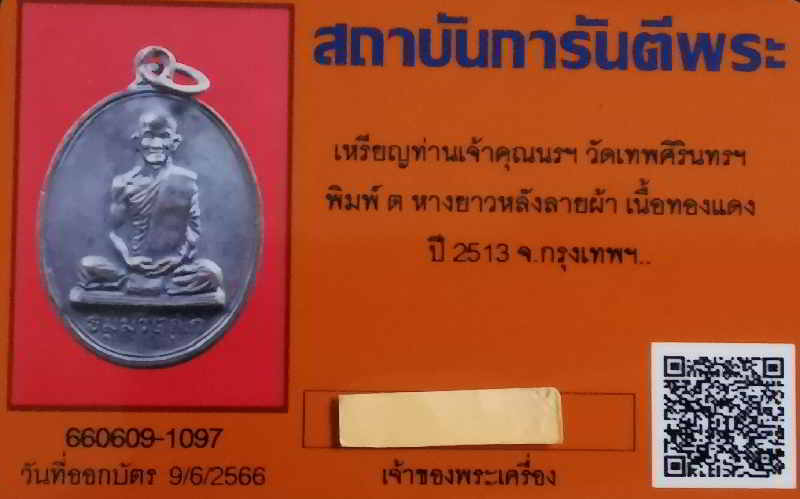 สถาบันการันตีพระ
เหรียญท่านเจ้าคุณนรฯ วัดเทพศิรินทรฯ
พิมพ์ ต หางยาวหลังลายผ้า เนื้อทองแดง
ปี 2513 จ.กรุงเทพฯ..
660609-1097
วันที่ออกบัตร 9/6/2566
เจ้าของพระเครื่อง